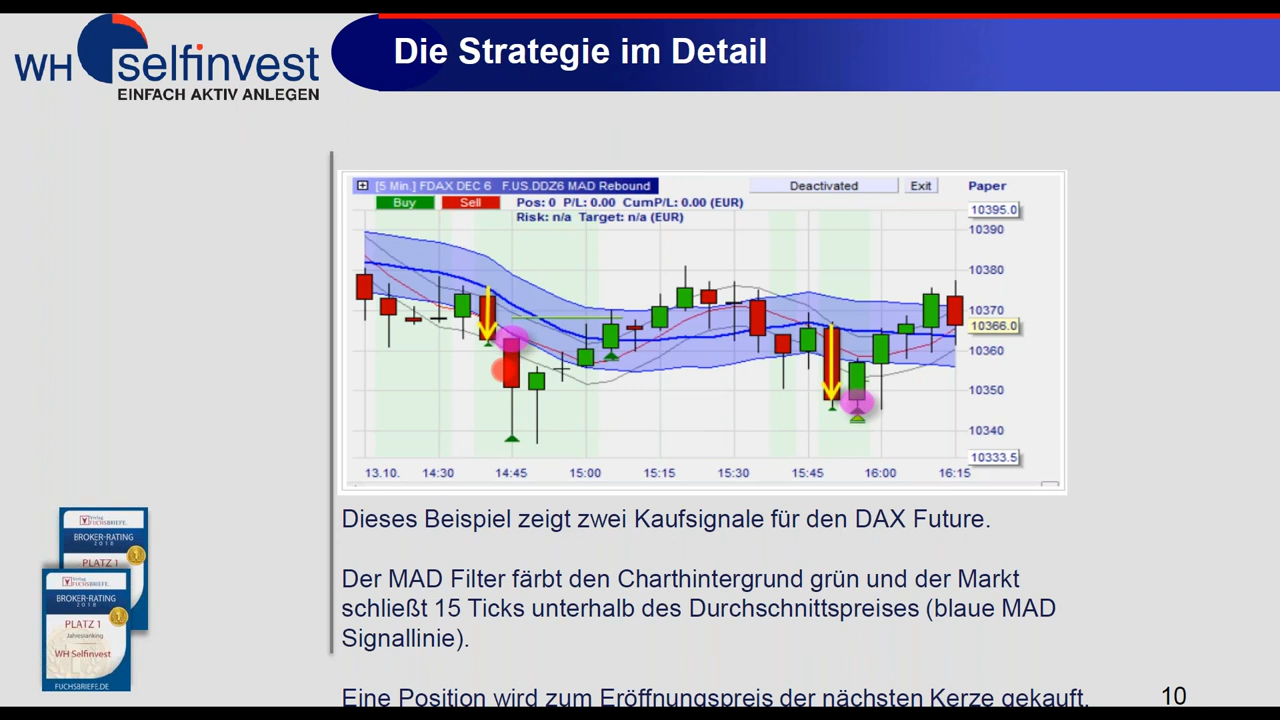 WH selfinvest
EINFACH AKTIV ANLEGEN
Die Strategie im Detail
[5 Min.] FDAX DEC 6 F.US.DDZ6 MAD Rebound
Deactivated
Exit
Paper
Buy
Sell
Pos: 0 P/L: 0.00 CumP/L: 0.00 (EUR)
Risk: n/a Target: n/a (EUR)
10395.0
10390
10380
10370
10366.0
10360
10350
10340
10333.5
13.10. 14:30 14:45 15:00 15:15 15:30 15:45 16:00 16:15
Dieses Beispiel zeigt zwei Kaufsignale für den DAX Future.
Der MAD Filter färbt den Charthintergrund grün und der Markt
schließt 15 Ticks unterhalb des Durchschnittspreises (blaue MAD
Signallinie).
Eine Position wird zum Eröffnungspreis der nächsten Kerze gekauft.
10
Verlag
FUCHSBRIEFE.
BROKER-RATING
2018
PLATZ 1
Verlag
FUCHSBRIEFE.
BROKER-RATING
2018
PLATZ 1
Jahresranking
WH Selfinvest
FUCHSBRIEFE.DE